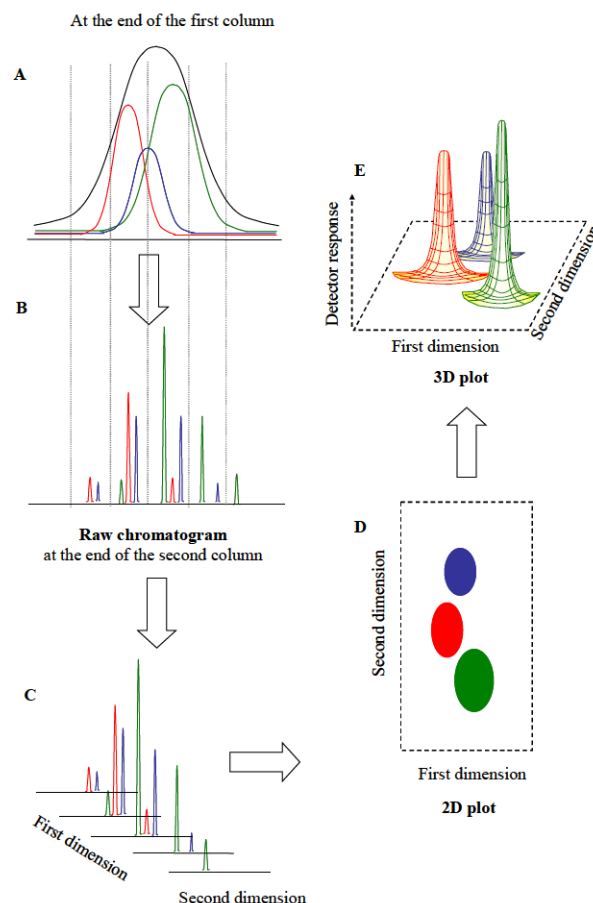 At the end of the first column
A
B
Raw chromatogram
at the end of the second column
C
First dimension
Second dimension
E
Detector response
Second dimension
First dimension
3D plot
D
Second dimension
First dimension
2D plot